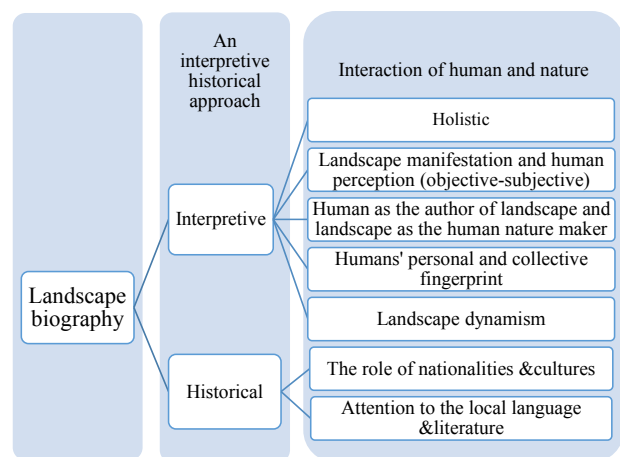 An
interpretive
historical
approach
Interaction of human and nature
Holistic
Landscape manifestation and human
perception (objective-subjective)
Interpretive
Human as the author of landscape and
landscape as the human nature maker
Humans' personal and collective
fingerprint
Landscape
biography
Landscape dynamism
Historical
The role of nationalities &cultures
Attention to the local language
&literature